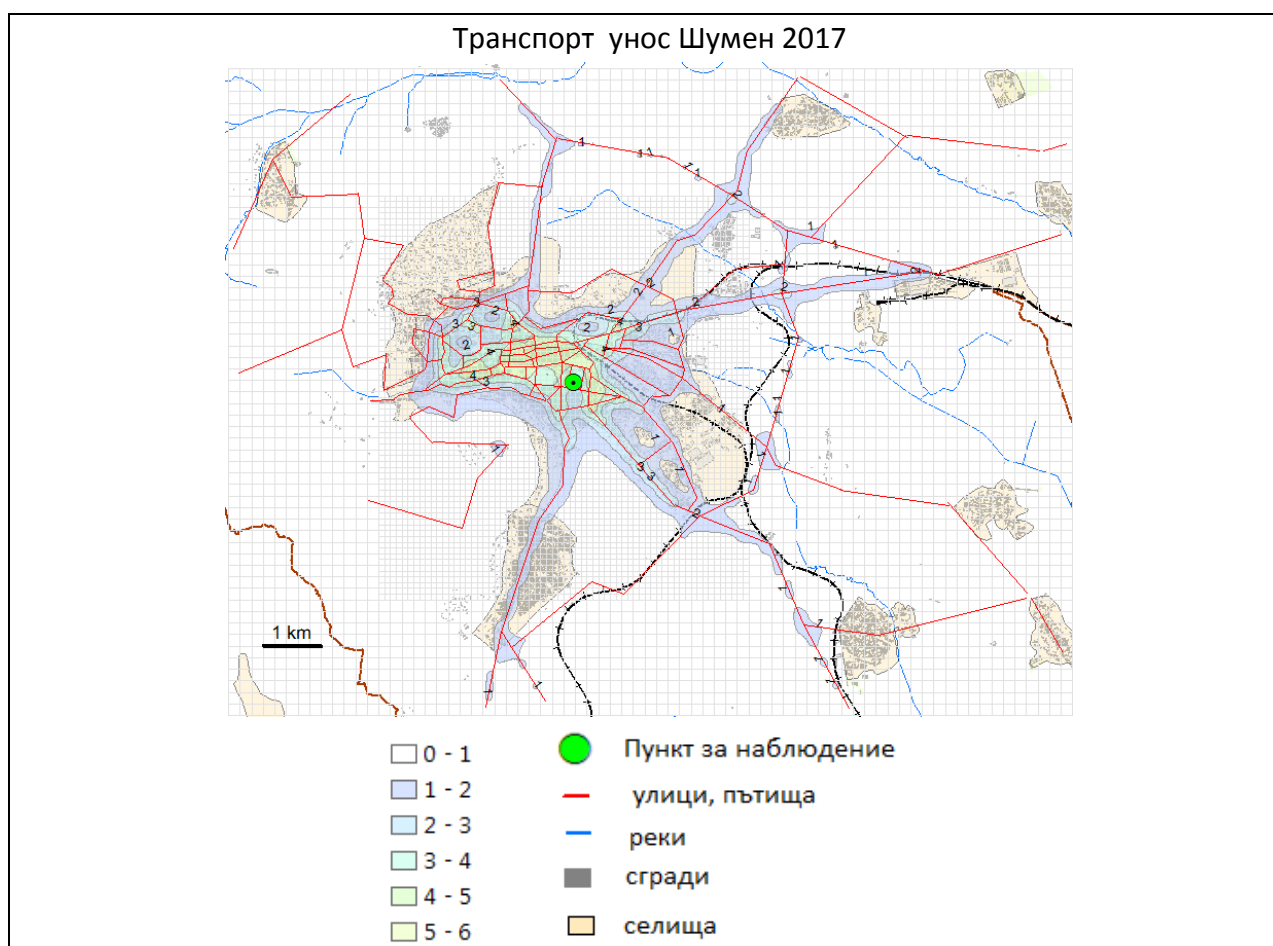 Транспорт унос Шумен 2017
1 km
0 - 1
1 - 2
2 - 3
3 - 4
4 - 5
5 - 6
Пункт за наблюдение
улици, пътища
реки
сгради
селища